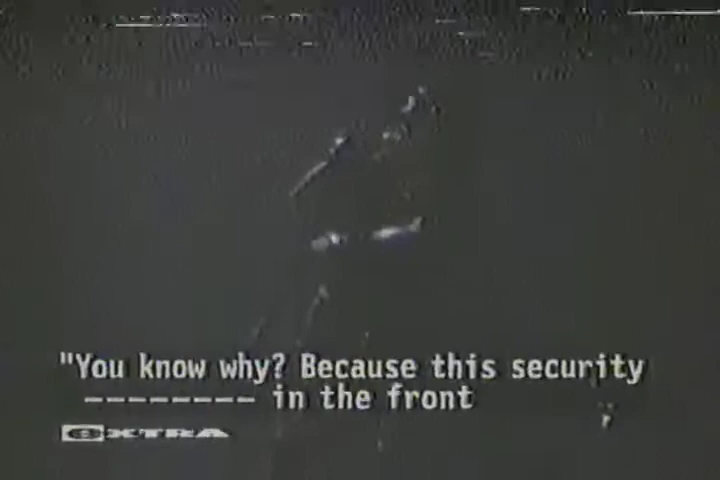 "You know why? Because this security
-------- in the front
EXTRA